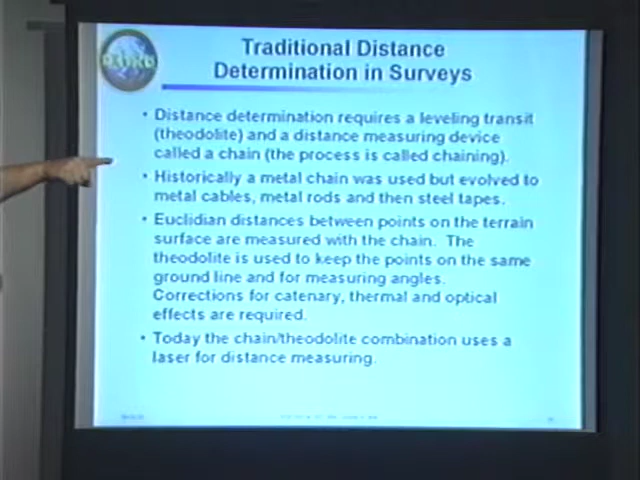 Traditional Distance
Determination in Surveys
• Distance determination requires a leveling transit
(theodolite) and a distance measuring device
called a chain (the process is called chaining).
• Historically a metal chain was used but evolved to
metal cables, metal rods and then steel tapes.
• Euclidian distances between points on the terrain
surface are measured with the chain. The
theodolite is used to keep the points on the same
ground line and for measuring angles.
Corrections for catenary, thermal and optical
effects are required.
• Today the chain/theodolite combination uses a
laser for distance measuring.